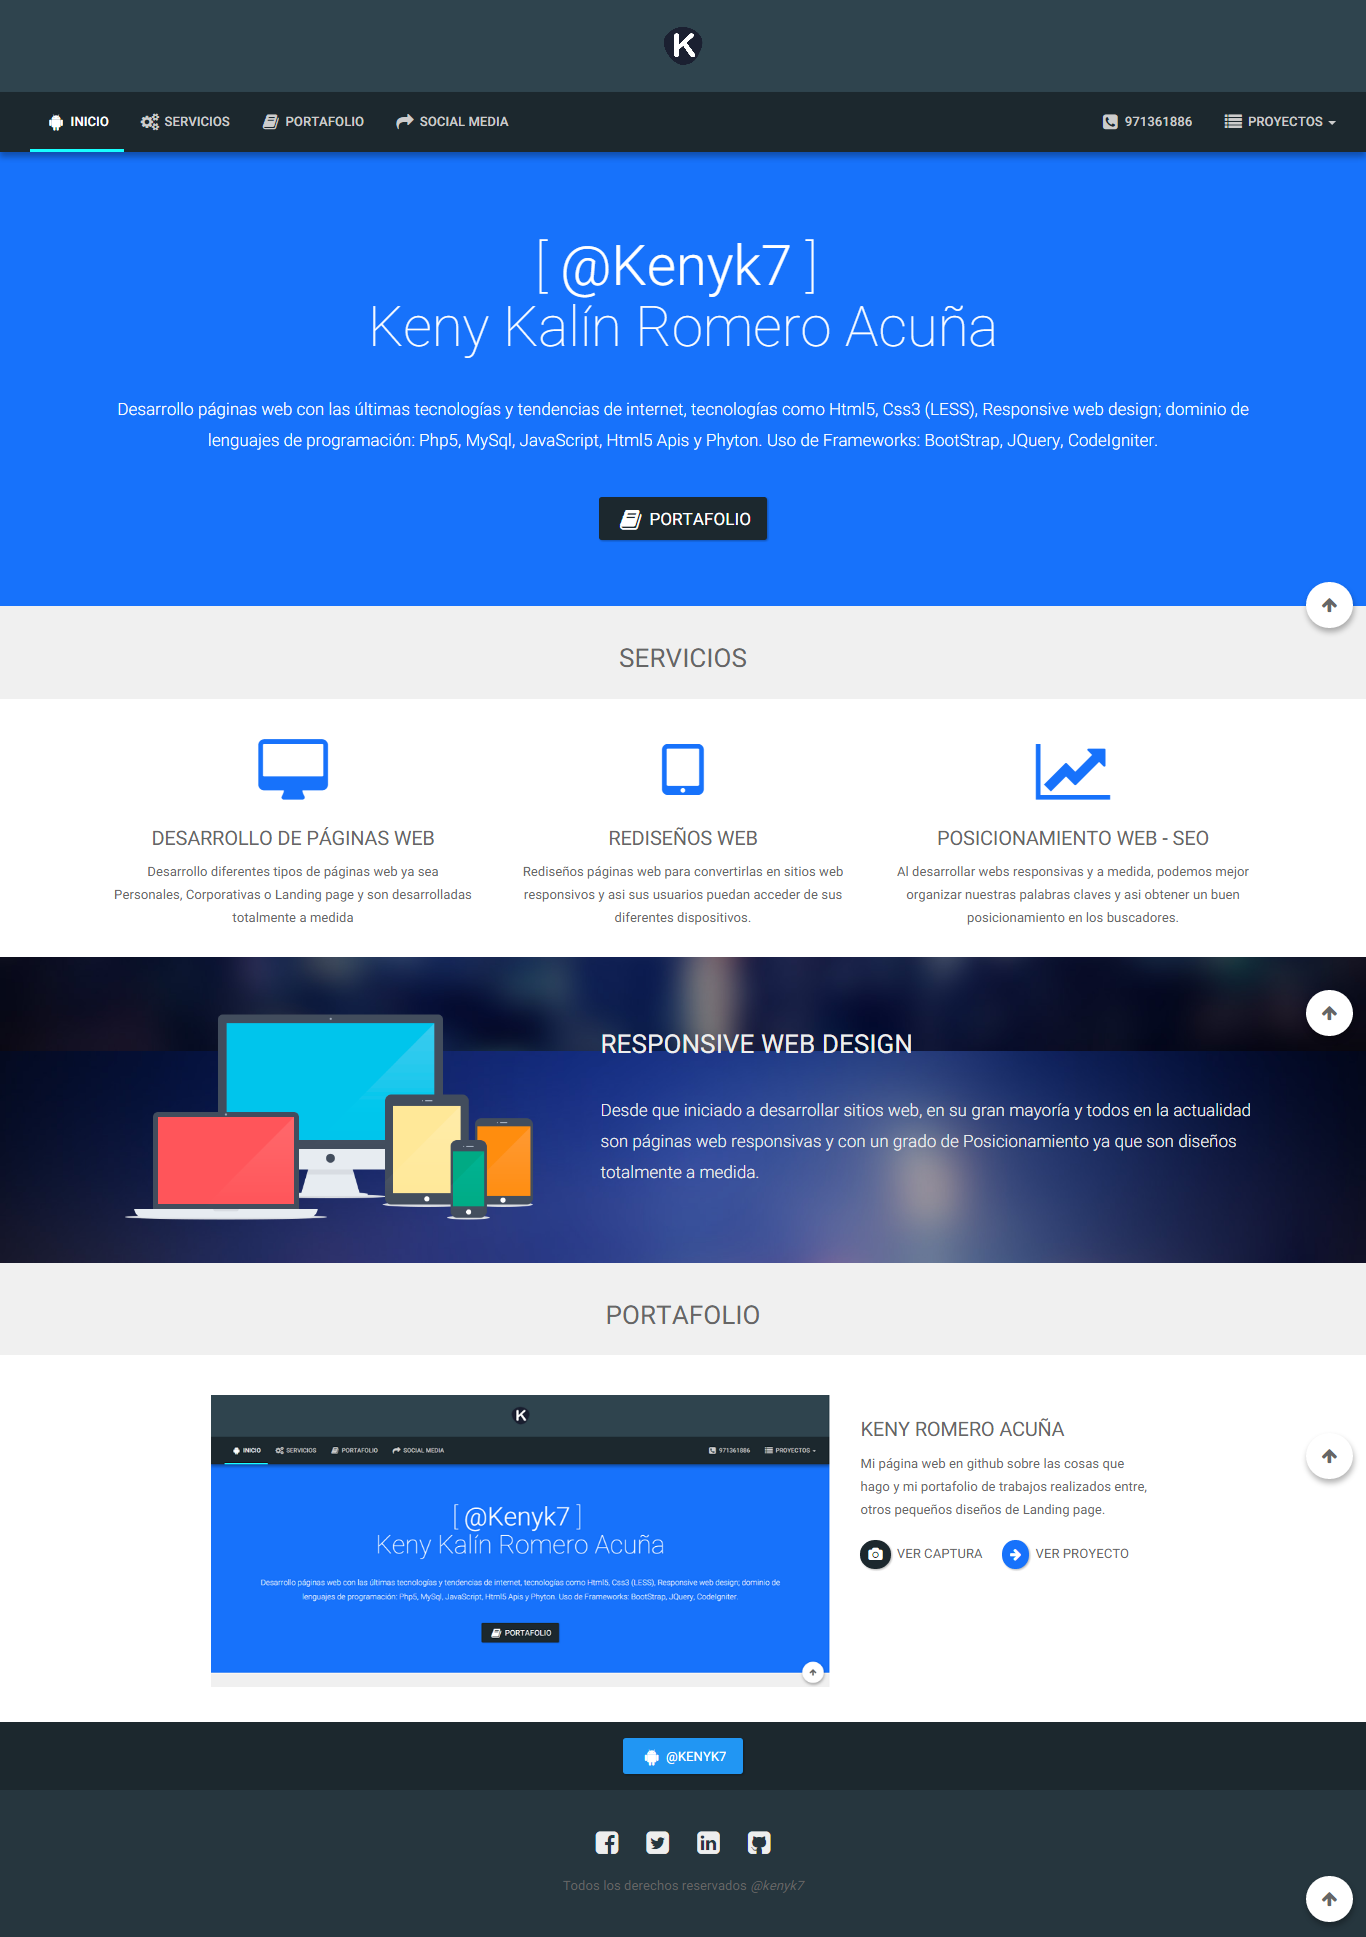 K
INICIO SERVICIOS PORTAFOLIO SOCIAL MEDIA 971361886 PROYECTOS
[ @Kenyk7 ]
Keny Kalín Romero Acuña
Desarrollo páginas web con las últimas tecnologías y tendencias de internet, tecnologías como Html5, Css3 (LESS), Responsive web design; dominio de
lenguajes de programación: Php5, MySql, JavaScript, Html5 Apis y Phyton. Uso de Frameworks: BootStrap, JQuery, CodeIgniter.
PORTAFOLIO
SERVICIOS
DESARROLLO DE PÁGINAS WEB
Desarrollo diferentes tipos de páginas web ya sea
Personales, Corporativas o Landing page y son desarrolladas
totalmente a medida
REDISEÑOS WEB
Rediseños páginas web para convertirlas en sitios web
responsivos y asi sus usuarios puedan acceder de sus
diferentes dispositivos.
POSICIONAMIENTO WEB - SEO
Al desarrollar webs responsivas y a medida, podemos mejor
organizar nuestras palabras claves y asi obtener un buen
posicionamiento en los buscadores.
RESPONSIVE WEB DESIGN
Desde que iniciado a desarrollar sitios web, en su gran mayoría y todos en la actualidad
son páginas web responsivas y con un grado de Posicionamiento ya que son diseños
totalmente a medida.
PORTAFOLIO
K
INICIO SERVICIOS PORTAFOLIO SOCIAL MEDIA 971361886 PROYECTOS
[ @Kenyk7 ]
Keny Kalín Romero Acuña
Desarrollo páginas web con las últimas tecnologías y tendencias de internet, tecnologías como Html5, Css3 (LESS), Responsive web design; dominio de
lenguajes de programación: Php5, MySql, JavaScript, Html5 Apis y Phyton. Uso de Frameworks: BootStrap, JQuery, CodeIgniter.
PORTAFOLIO
KENY ROMERO ACUÑA
Mi página web en github sobre las cosas que
hago y mi portafolio de trabajos realizados entre,
otros pequeños diseños de Landing page.
VER CAPTURA VER PROYECTO
@KENYK7
Todos los derechos reservados @kenyk7